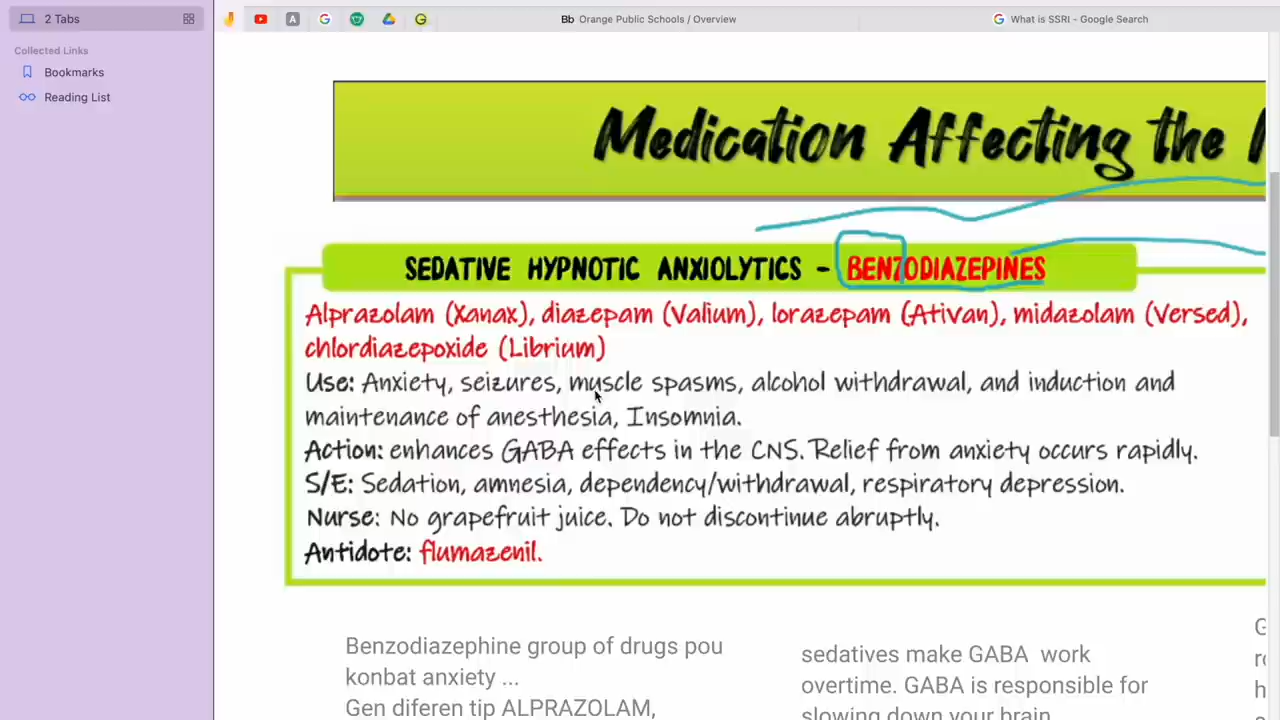 2 Tabs
Collected Links
Bookmarks
Reading List
A
G
Bb Orange Public Schools / Overview
G What is SSRI - Google Search
Medication Affecting the
SEDATIVE HYPNOTIC ANXIOLYTICS - BENZODIAZEPINES
Alprazolam (Xanax), diazepam (Valium), lorazepam (Ativan), midazolam (Versed),
chlordiazepoxide (Librium)
Use: Anxiety, seizures, muscle spasms, alcohol withdrawal, and induction and
maintenance of anesthesia, Insomnia.
Action: enhances GABA effects in the CNS. Relief from anxiety occurs rapidly.
S/E: Sedation, amnesia, dependency/withdrawal, respiratory depression.
Nurse: No grapefruit juice. Do not discontinue abruptly.
Antidote: flumazenil.
Benzodiazephine group of drugs pou
konbat anxiety ...
Gen diferen tip ALPRAZOLAM,
sedatives make GABA work
overtime. GABA is responsible for
slowing down your brain